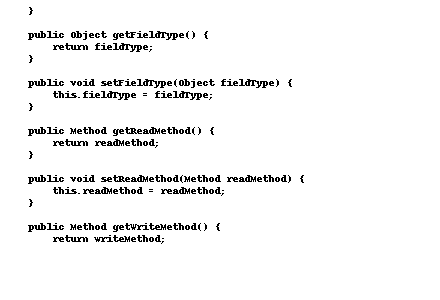 }
public Object getFieldType() {
return fieldType;
}
public void setFieldType(Object fieldType) {
this.fieldType = fieldType;
}
public Method getReadMethod() {
return readMethod;
}
public void setReadMethod(Method readMethod) {
this.readMethod = readMethod;
}
public Method getWriteMethod() {
return writeMethod;